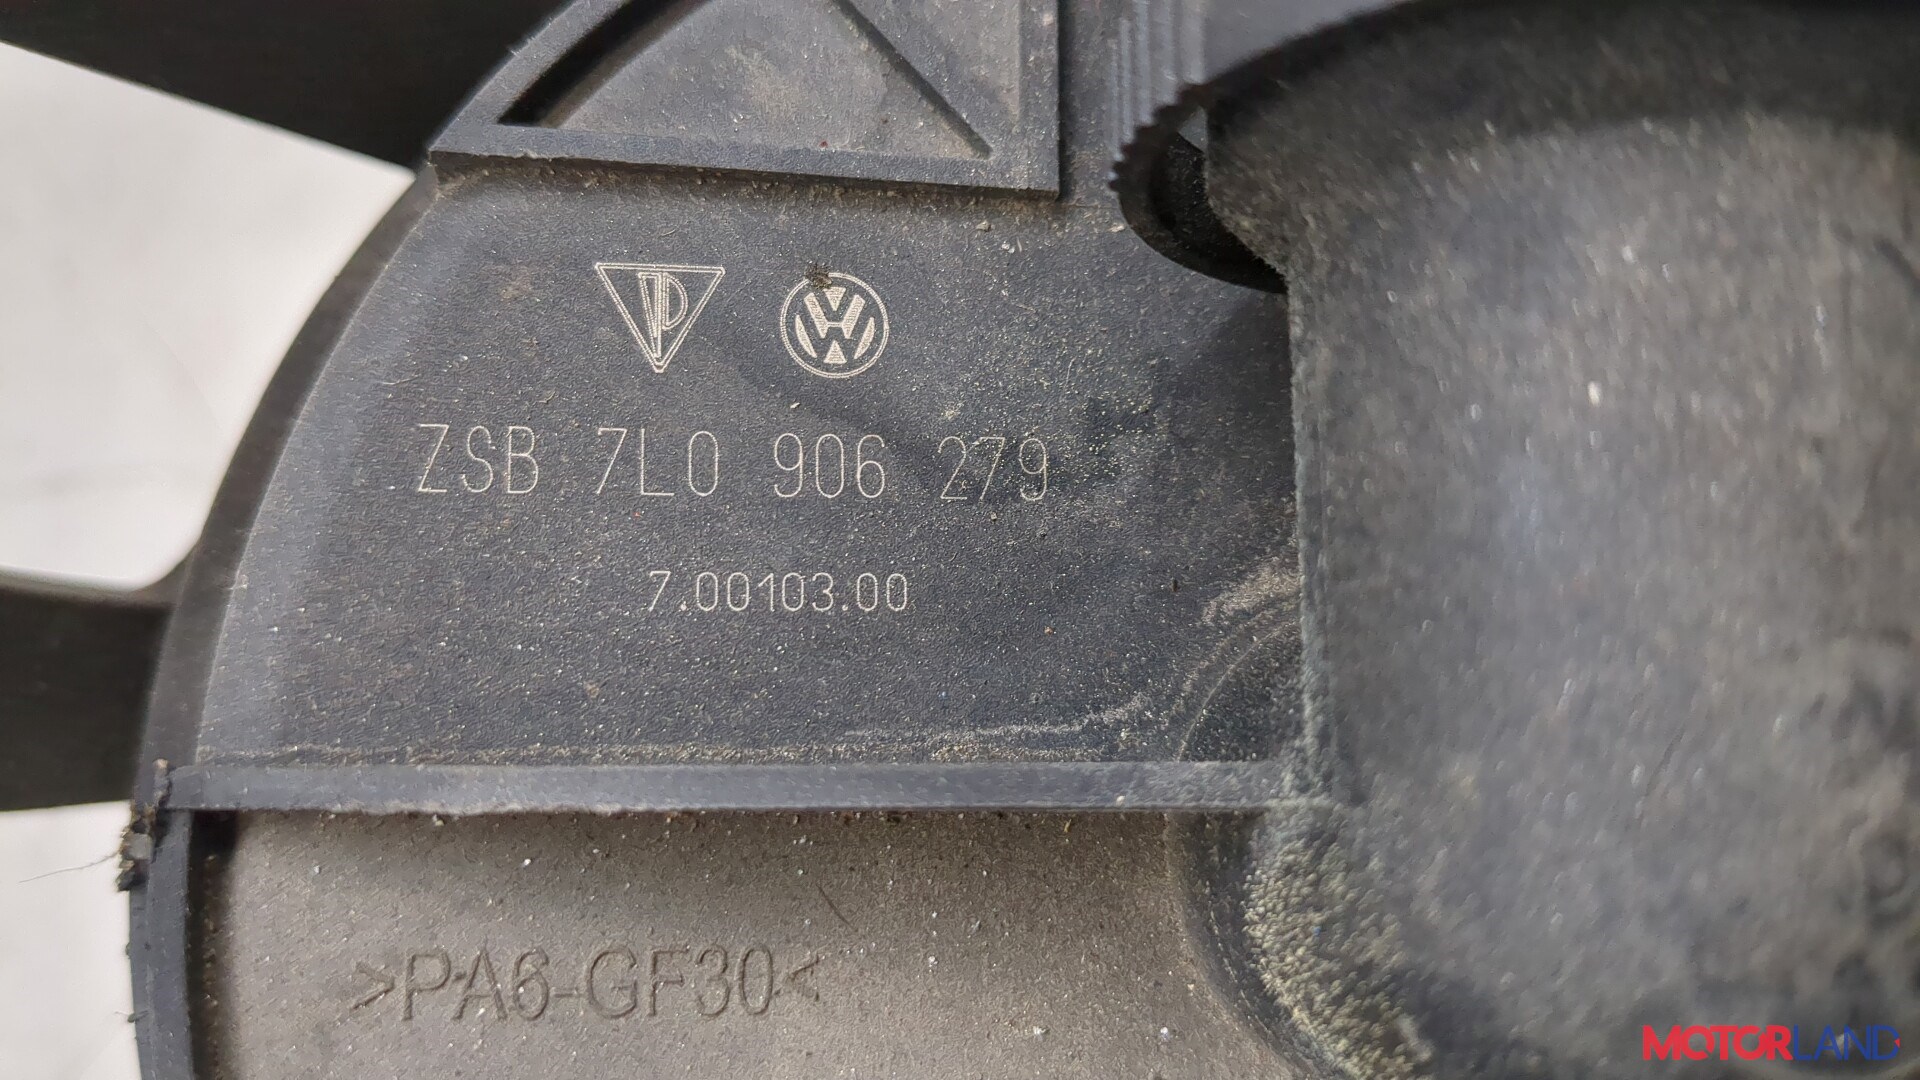 ZSB 7L0 906 279
7.00103.00
>PA6-GF30<
MOTORLAND